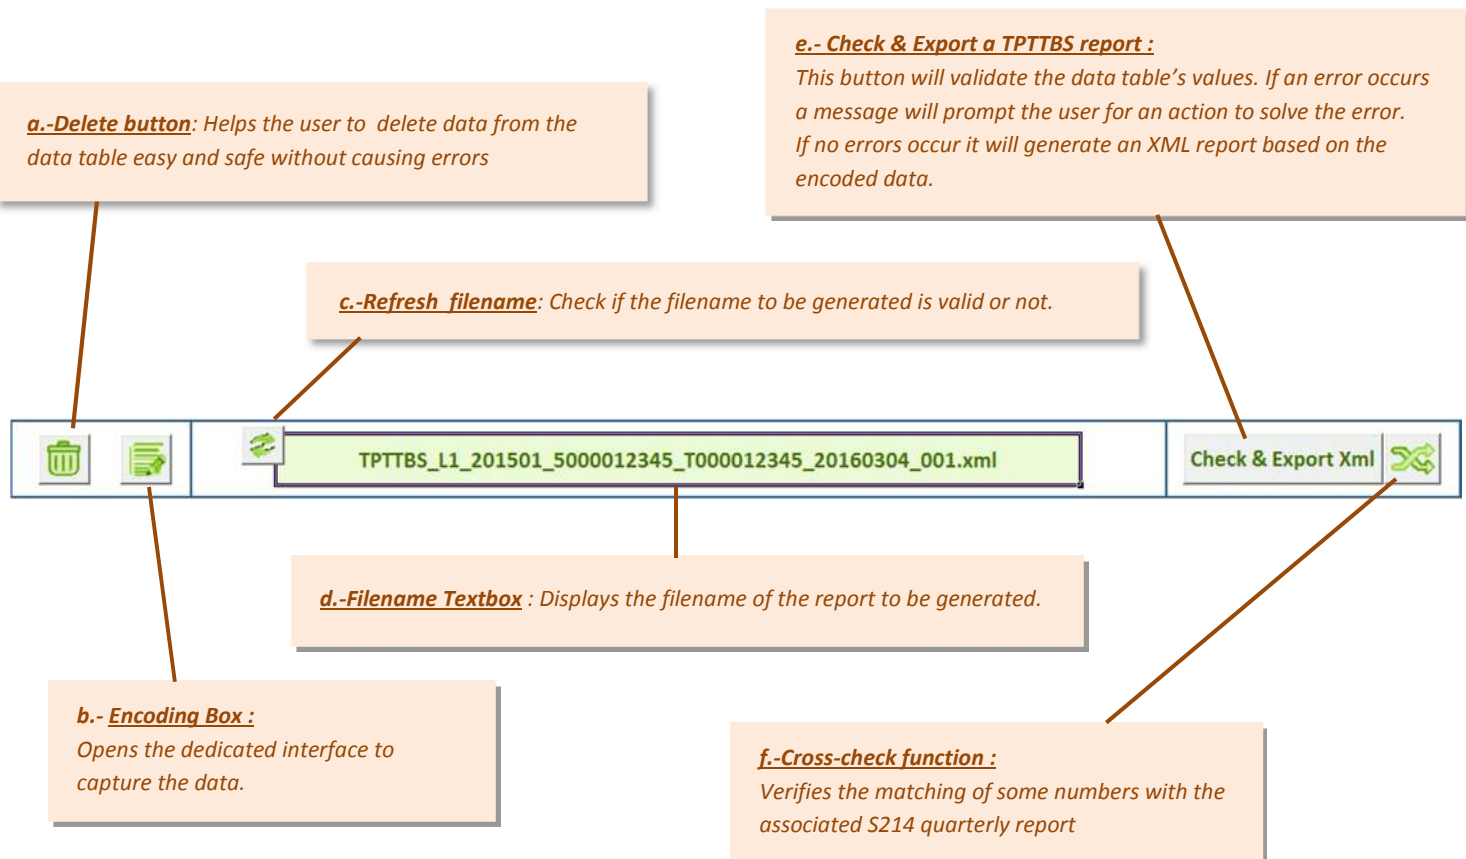 e.- Check & Export a TPTTBS report :
This button will validate the data table’s values. If an error occurs
a message will prompt the user for an action to solve the error.
If no errors occur it will generate an XML report based on the
encoded data.
a.-Delete button: Helps the user to  delete data from the
data table easy and safe without causing errors
c.-Refresh  filename: Check if the filename to be generated is valid or not.
TPTTBS_L1_201501_5000012345_T000012345_20160304_001.xml
Check & Export Xml
d.-Filename Textbox : Displays the filename of the report to be generated.
b.- Encoding Box :
Opens the dedicated interface to
capture the data.
f.-Cross-check function :
Verifies the matching of some numbers with the
associated S214 quarterly report